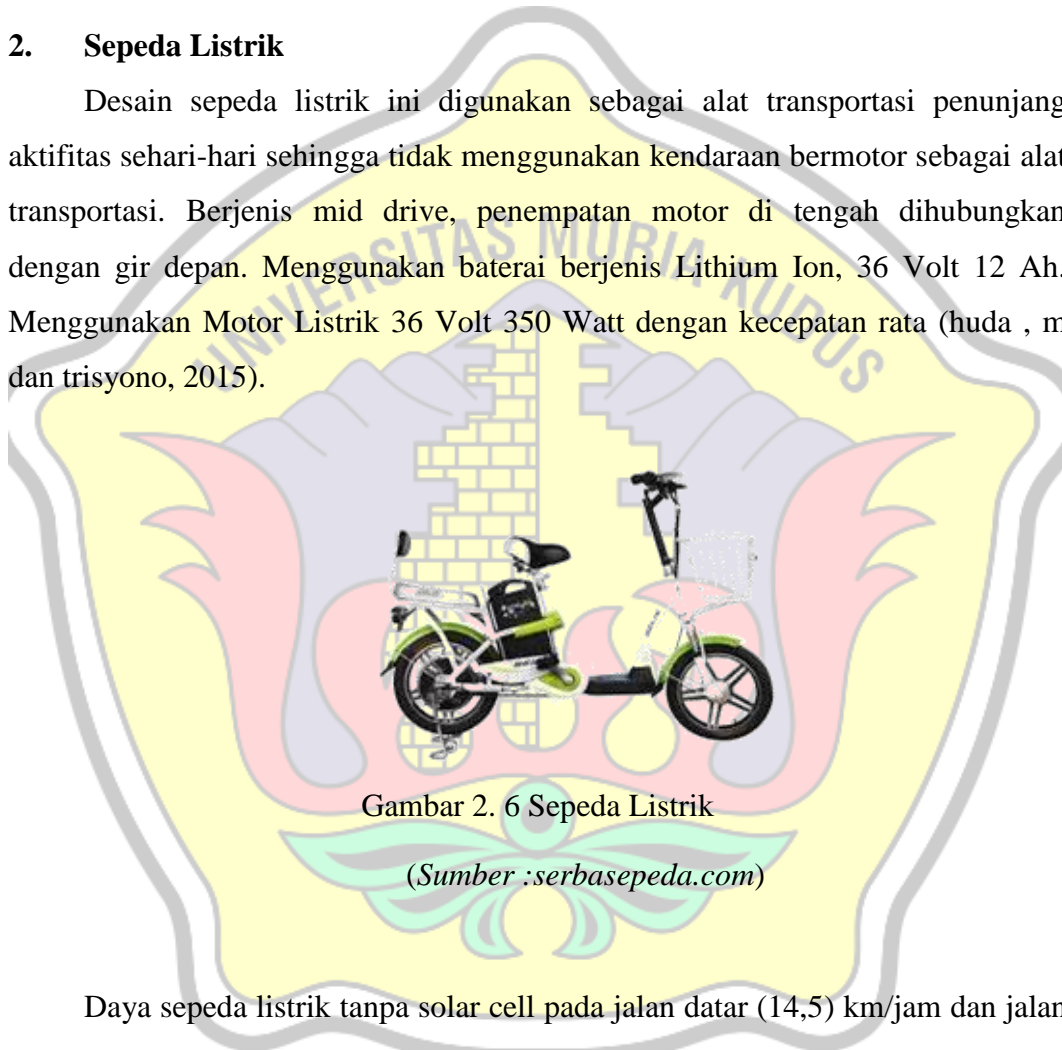 2. Sepeda Listrik
Desain sepeda listrik ini digunakan sebagai alat transportasi penunjang
aktifitas sehari-hari sehingga tidak menggunakan kendaraan bermotor sebagai alat
transportasi. Berjenis mid drive, penempatan motor di tengah dihubungkan
dengan gir depan. Menggunakan baterai berjenis Lithium Ion, 36 Volt 12 Ah.
Menggunakan Motor Listrik 36 Volt 350 Watt dengan kecepatan rata (huda , m
dan trisyono, 2015).
UNIVERSITAS MURIA KUDUS
Gambar 2. 6 Sepeda Listrik
(Sumber :serbasepeda.com)
Daya sepeda listrik tanpa solar cell pada jalan datar (14,5) km/jam dan jalan